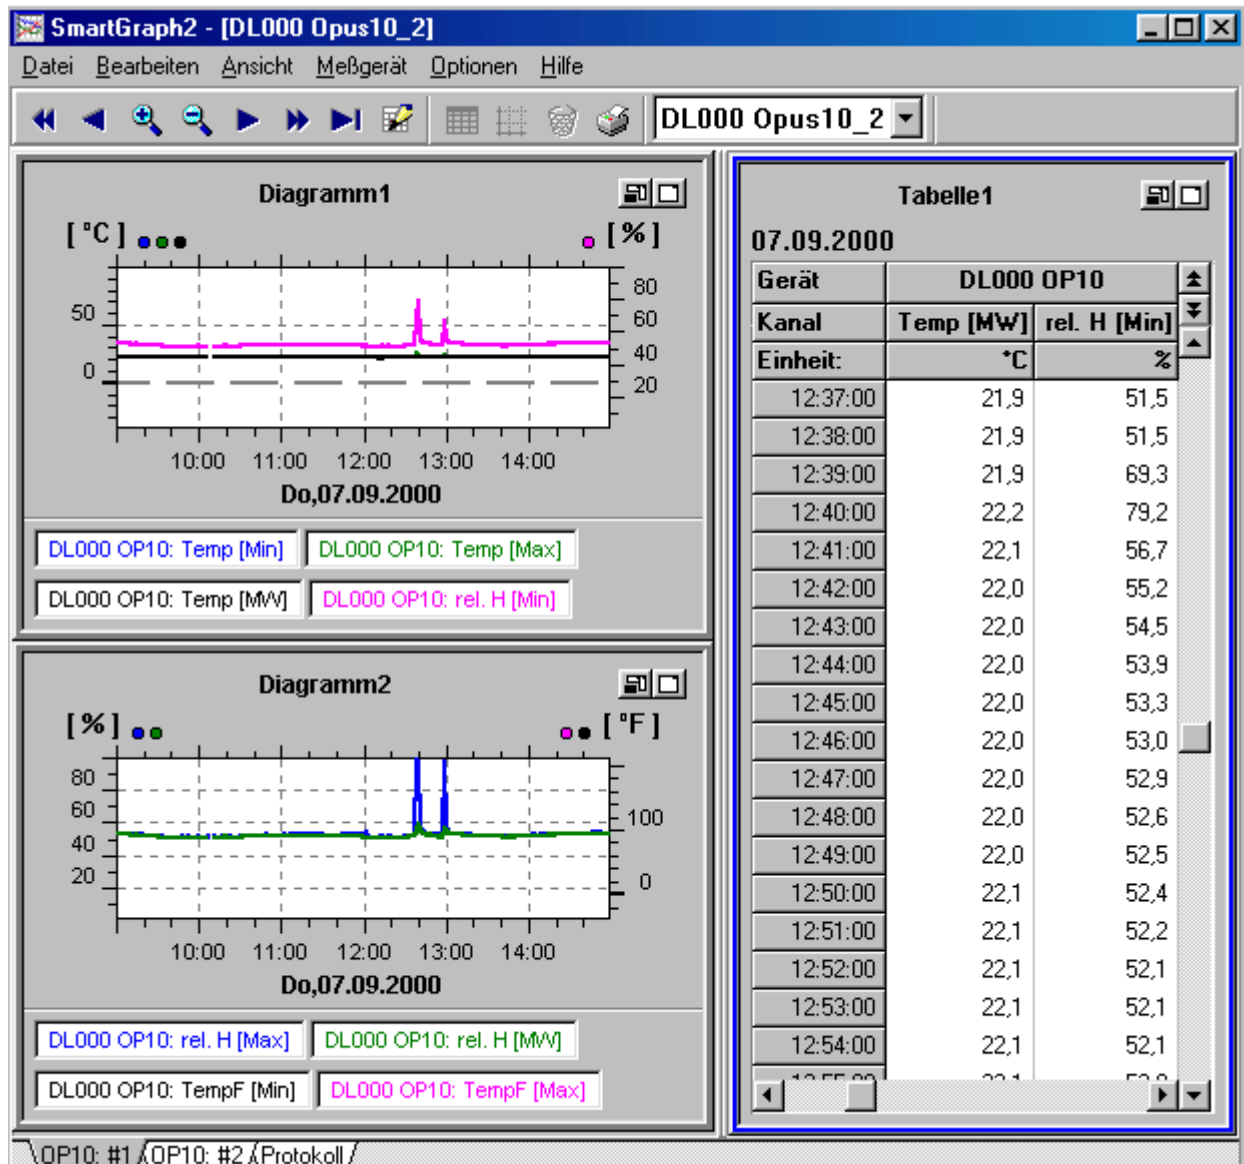 SmartGraph2 - [DL000 Opus10_2]
Datei Bearbeiten Ansicht Meßgerät Optionen Hilfe
DL000 Opus10_2
Diagramm1
[°C] [%]
50
0
80
60
40
20
10:00 11:00 12:00 13:00 14:00
Do,07.09.2000
DL000 OP10: Temp [Min] DL000 OP10: Temp [Max]
DL000 OP10: Temp [MW] DL000 OP10: rel. H [Min]
Diagramm2
[%] [°F]
80
60
40
20
100
0
10:00 11:00 12:00 13:00 14:00
Do,07.09.2000
DL000 OP10: rel. H [Max] DL000 OP10: rel. H [MW]
DL000 OP10: TempF [Min] DL000 OP10: TempF [Max]
Tabelle1
07.09.2000
Gerät DL000 OP10
Kanal Temp [MW] rel. H [Min]
Einheit: °C %
12:37:00 21,9 51,5
12:38:00 21,9 51,5
12:39:00 21,9 69,3
12:40:00 22,2 79,2
12:41:00 22,1 56,7
12:42:00 22,0 55,2
12:43:00 22,0 54,5
12:44:00 22,0 53,9
12:45:00 22,0 53,3
12:46:00 22,0 53,0
12:47:00 22,0 52,9
12:48:00 22,0 52,6
12:49:00 22,0 52,5
12:50:00 22,1 52,4
12:51:00 22,1 52,2
12:52:00 22,1 52,1
12:53:00 22,1 52,1
12:54:00 22,1 52,1
OP10: #1 OP10: #2 Protokoll